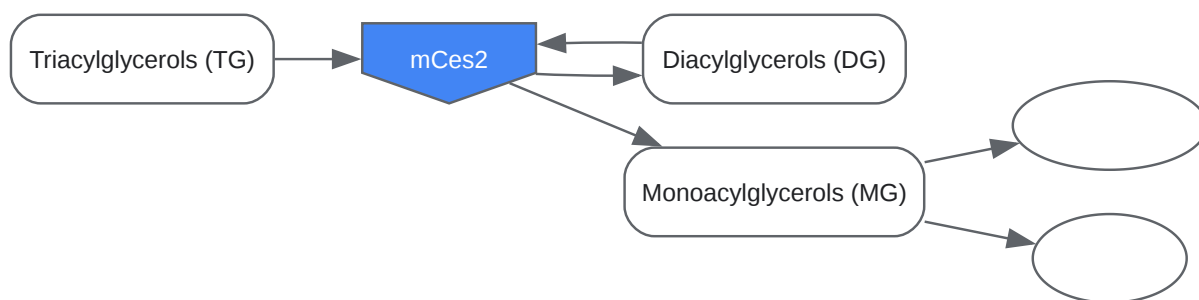 Triacylglycerols (TG)
mCes2
Diacylglycerols (DG)
Monoacylglycerols (MG)